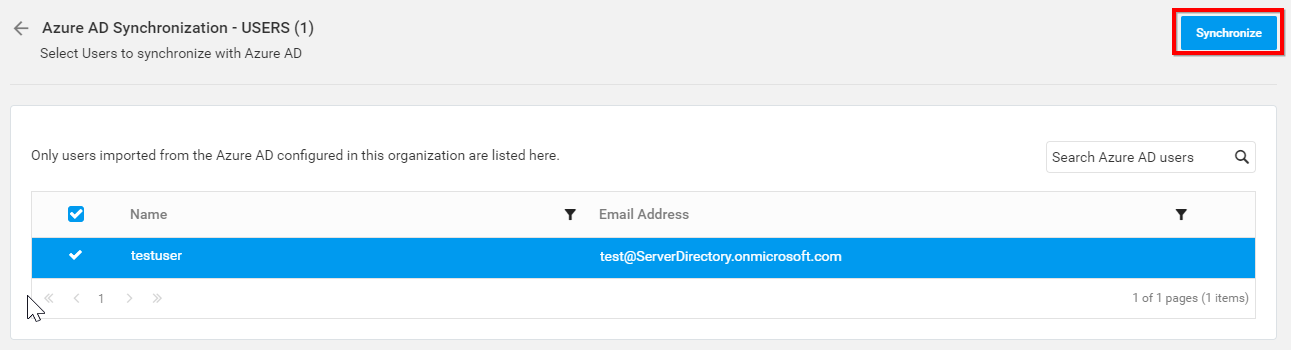 Azure AD Synchronization - USERS (1)
Synchronize
Select Users to synchronize with Azure AD
Only users imported from the Azure AD configured in this organization are listed here.
Search Azure AD users
Name Email Address
testuser test@ServerDirectory.onmicrosoft.com
1 1 of 1 pages (1 items)